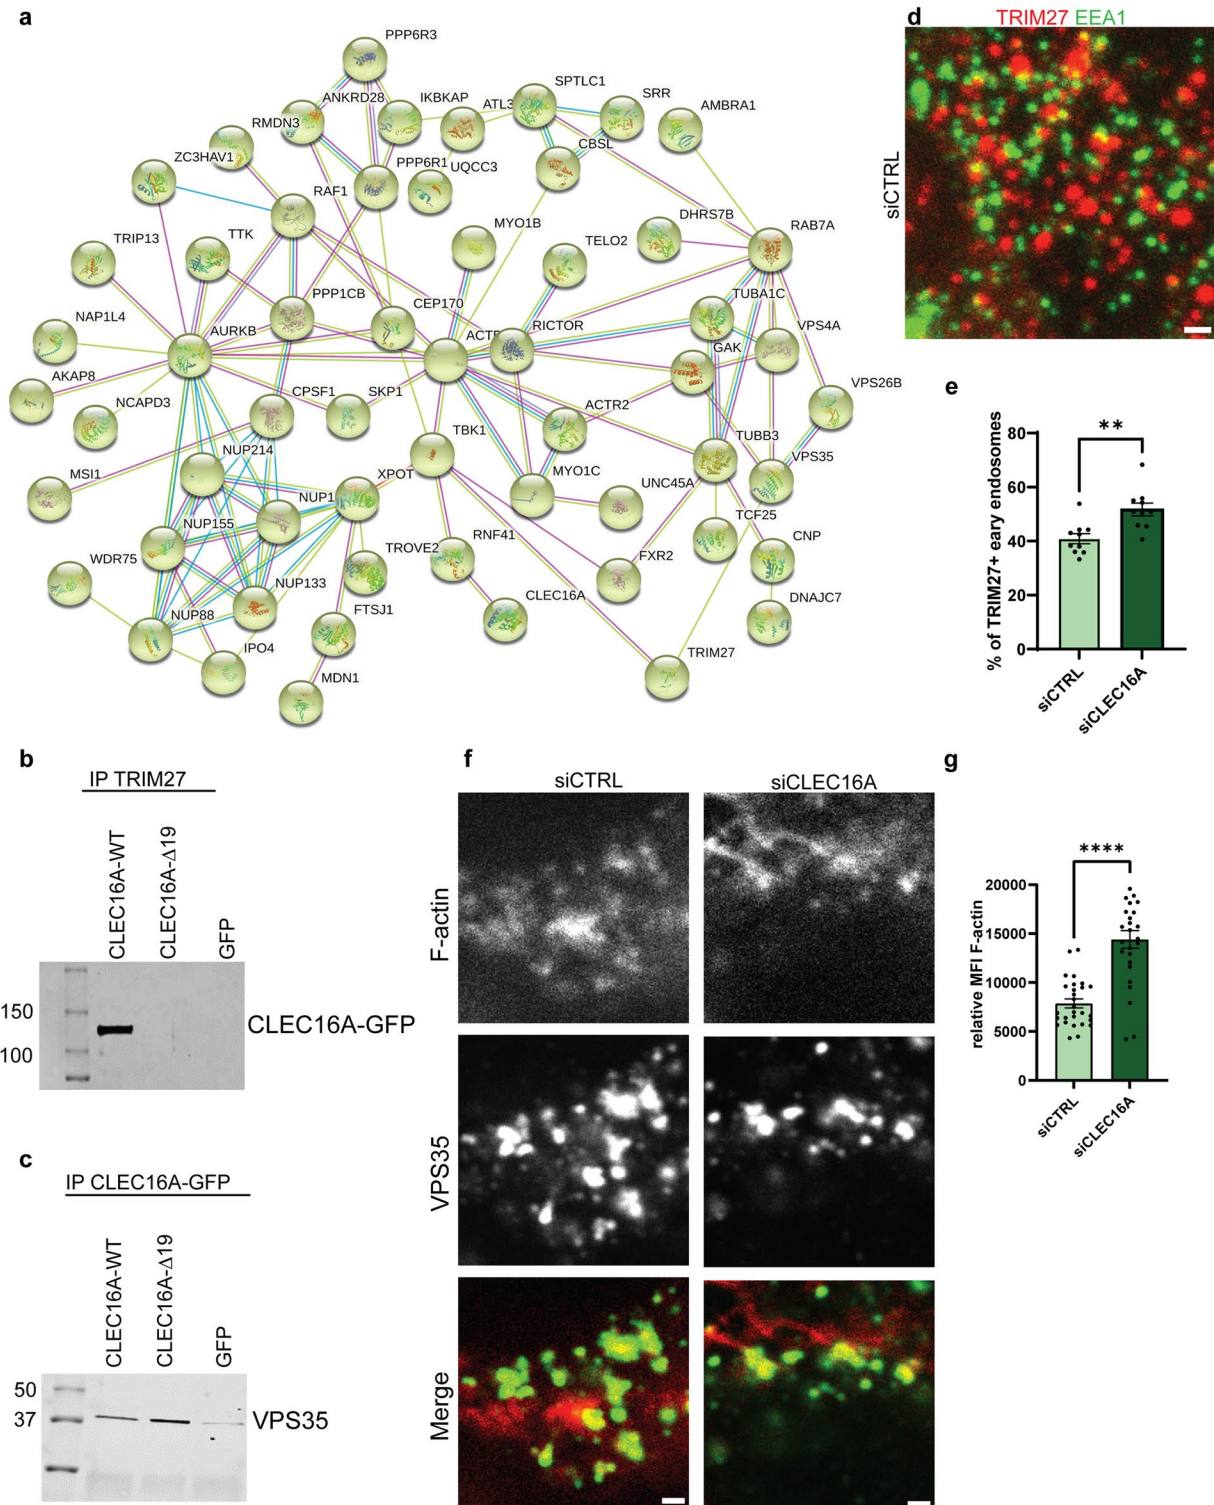 a
PPP6R3
ANKRD28
IKBKAP
ATL3
SPTLC1
SRR
AMBRA1
RMDN3
CBSL
ZC3HAV1
PPP6R1
UQCC3
RAF1
MYO1B
DHRS7B
RAB7A
TRIP13
TTK
TELO2
PPP1CB
CEP170
TUBA1C
NAP1L4
AURKB
RICTOR
VPS4A
GAK
AKAP8
NCAPD3
CPSF1
SKP1
ACTR2
VPS26B
TBK1
TUBB3
NUP214
MYO1C
VPS35
MSI1
NUP1
XPOT
UNC45A
NUP155
TCF25
WDR75
TROVE2
RNF41
FXR2
CNP
NUP133
NUP88
FTSJ1
CLEC16A
DNAJC7
IPO4
TRIM27
MDN1
d
TRIM27 EEA1
siCTRL
e
% of TRIM27+ eary endosomes
80
60
40
20
0
**
siCTRL
siCLEC16A
b
IP TRIM27
CLEC16A-WT
CLEC16A-Δ19
GFP
150
100
CLEC16A-GFP
c
IP CLEC16A-GFP
CLEC16A-WT
CLEC16A-Δ19
GFP
50
37
VPS35
f
siCTRL
siCLEC16A
F-actin
VPS35
Merge
g
relative MFI F-actin
20000
15000
10000
5000
0
****
siCTRL
siCLEC16A